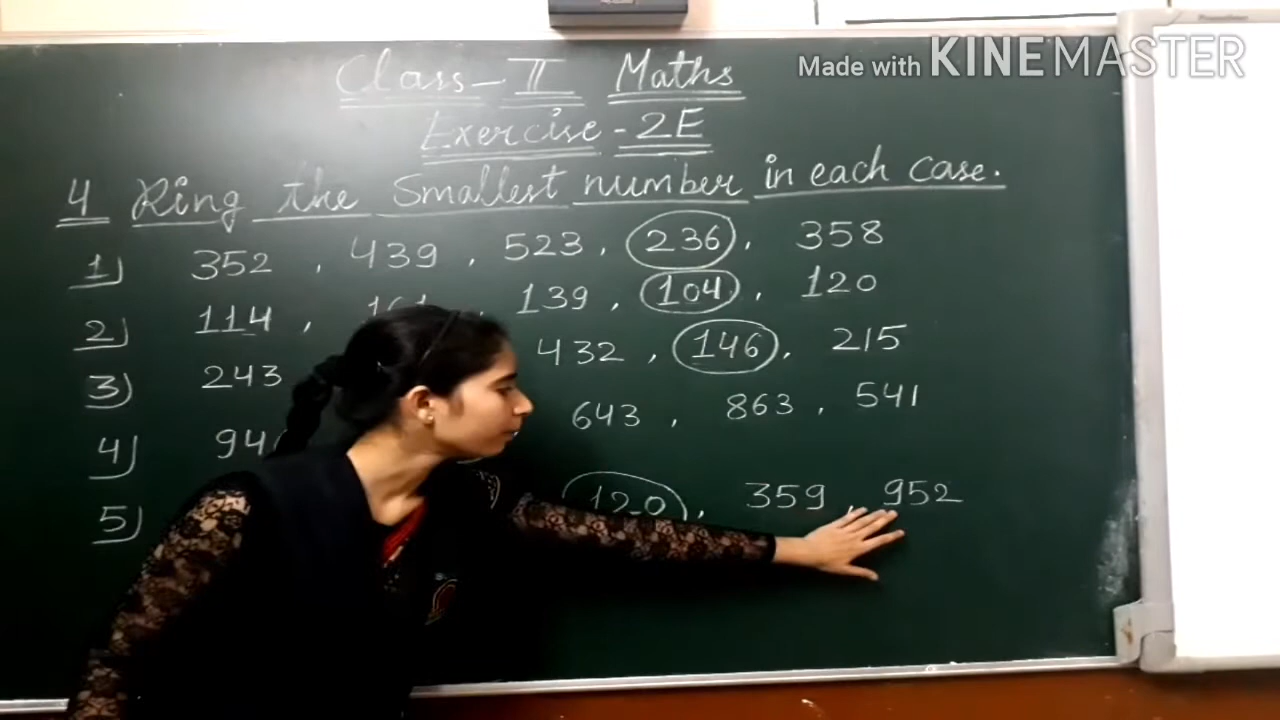 Made with KINEMASTER
Class-II Maths
Exercise-2E
4 Ring the Smallest number in each case.
1) 352 , 439 , 523 , 236 , 358
2) 114 , 161 , 139 , 104 , 120
3) 243 432 , 146 , 215
4) 643 , 863 , 541
5) 120 , 359 , 952